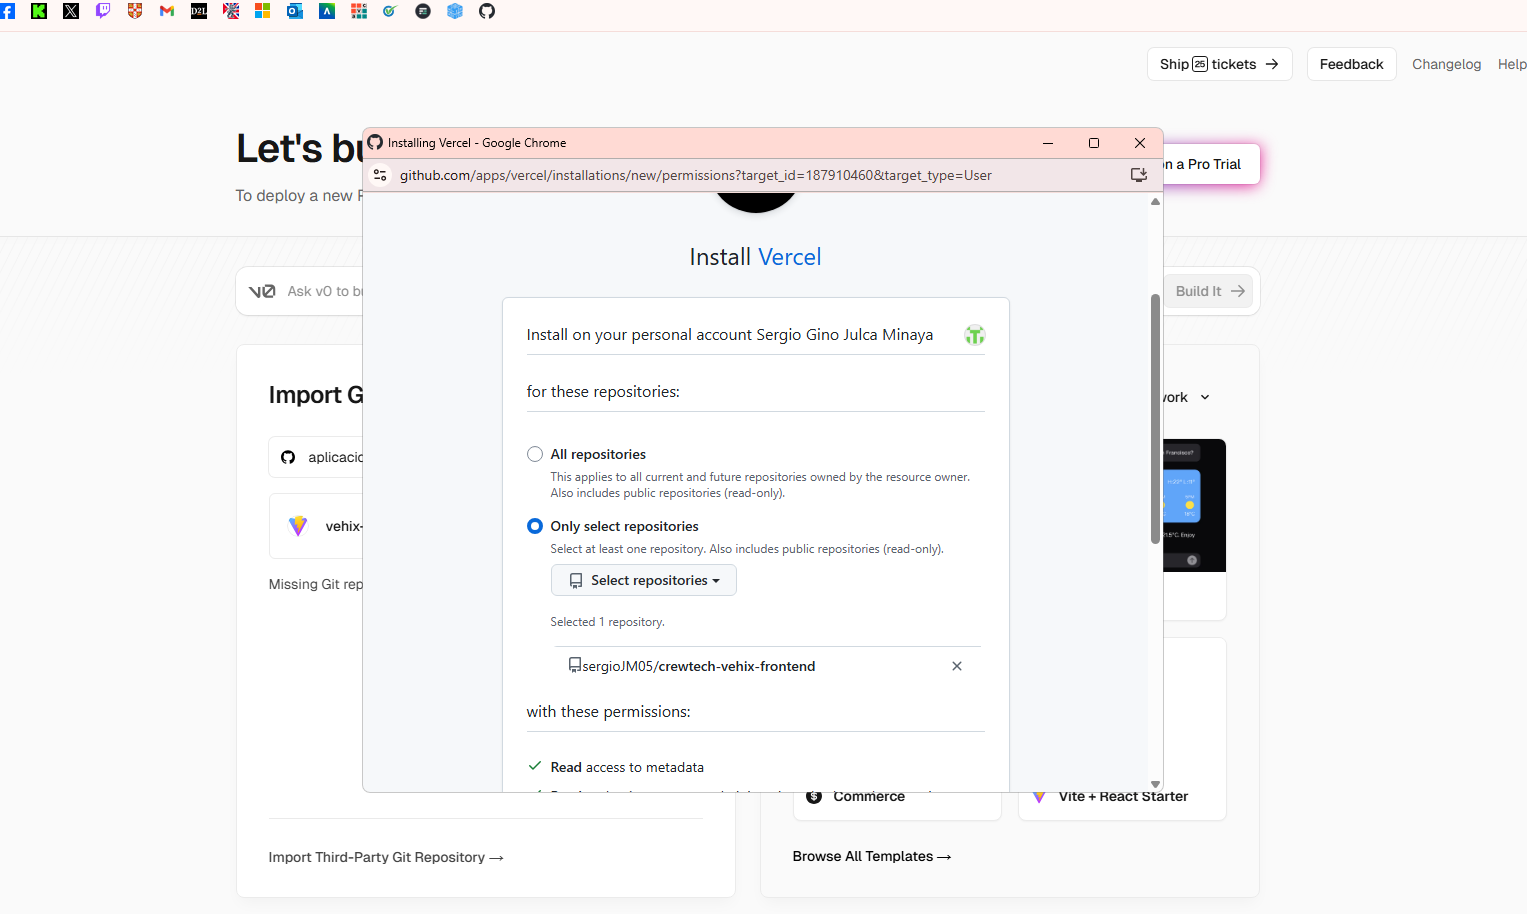 D2L
Ship 25 tickets →
Feedback
Changelog
Help
Let's bu
To deploy a new
n a Pro Trial
Installing Vercel - Google Chrome
github.com/apps/vercel/installations/new/permissions?target_id=187910460&target_type=User
Install Vercel
v0 Ask v0 to bu
Build It →
Install on your personal account Sergio Gino Julca Minaya
for these repositories:
Import G
work
aplicacio
All repositories
This applies to all current and future repositories owned by the resource owner.
Also includes public repositories (read-only).
vehix-
Only select repositories
Select at least one repository. Also includes public repositories (read-only).
Select repositories
Missing Git rep
Selected 1 repository.
sergioJM05/crewtech-vehix-frontend
with these permissions:
Read access to metadata
Commerce
Vite + React Starter
Import Third-Party Git Repository →
Browse All Templates →